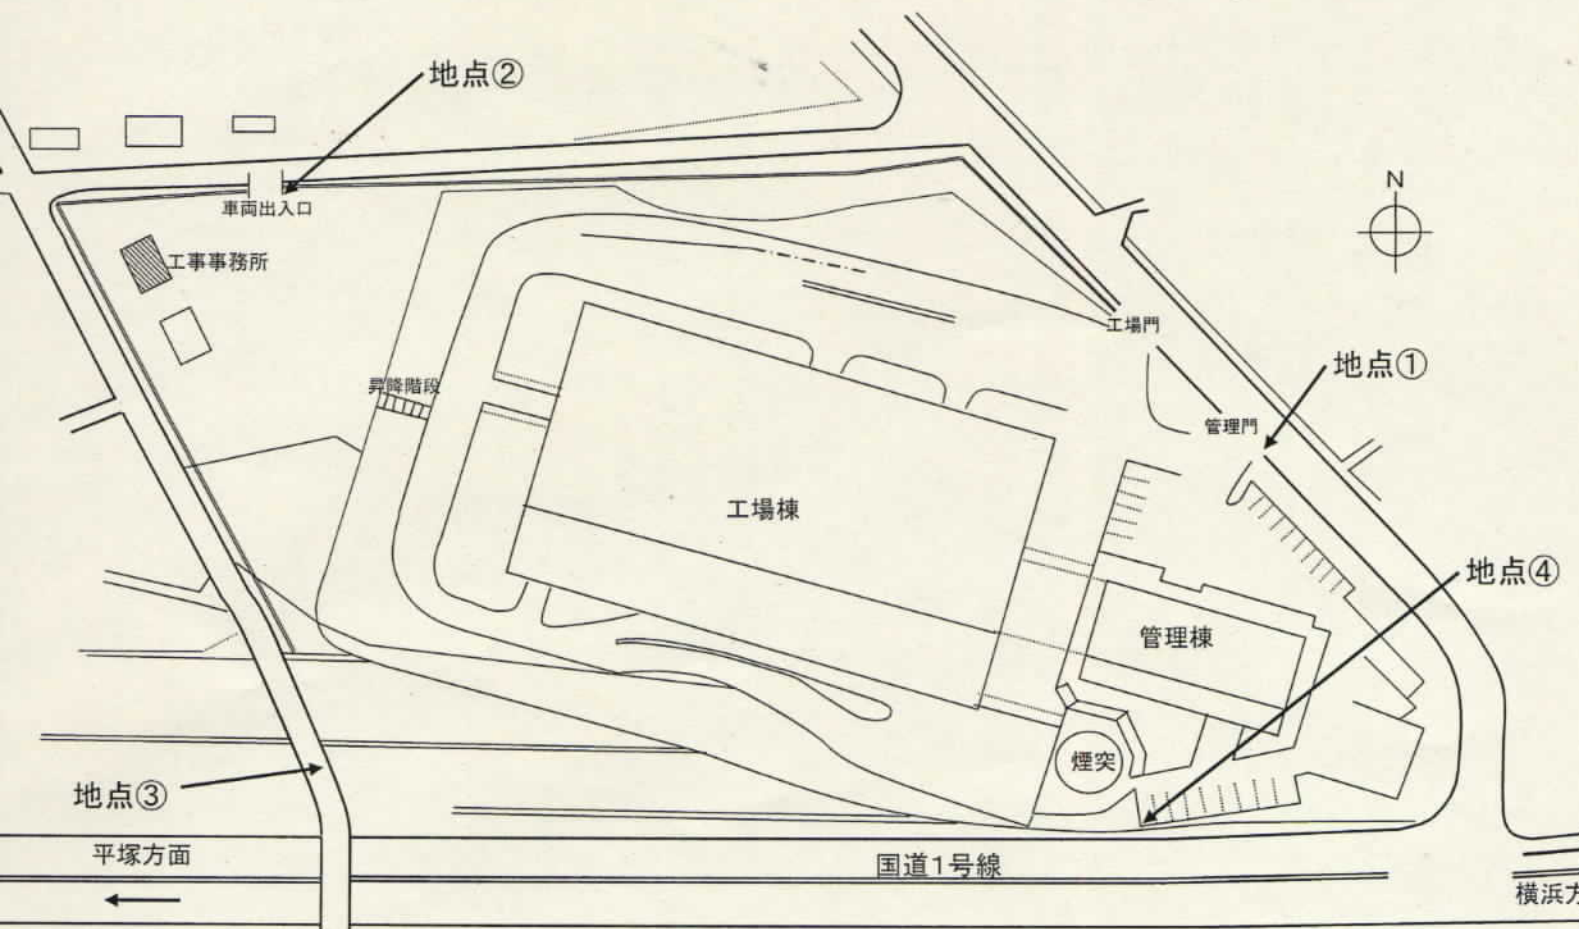 地点②
車両出入口
工事事務所
N
工場門
地点①
昇降階段
管理門
工場棟
地点④
管理棟
煙突
地点③
平塚方面
国道1号線
横浜方